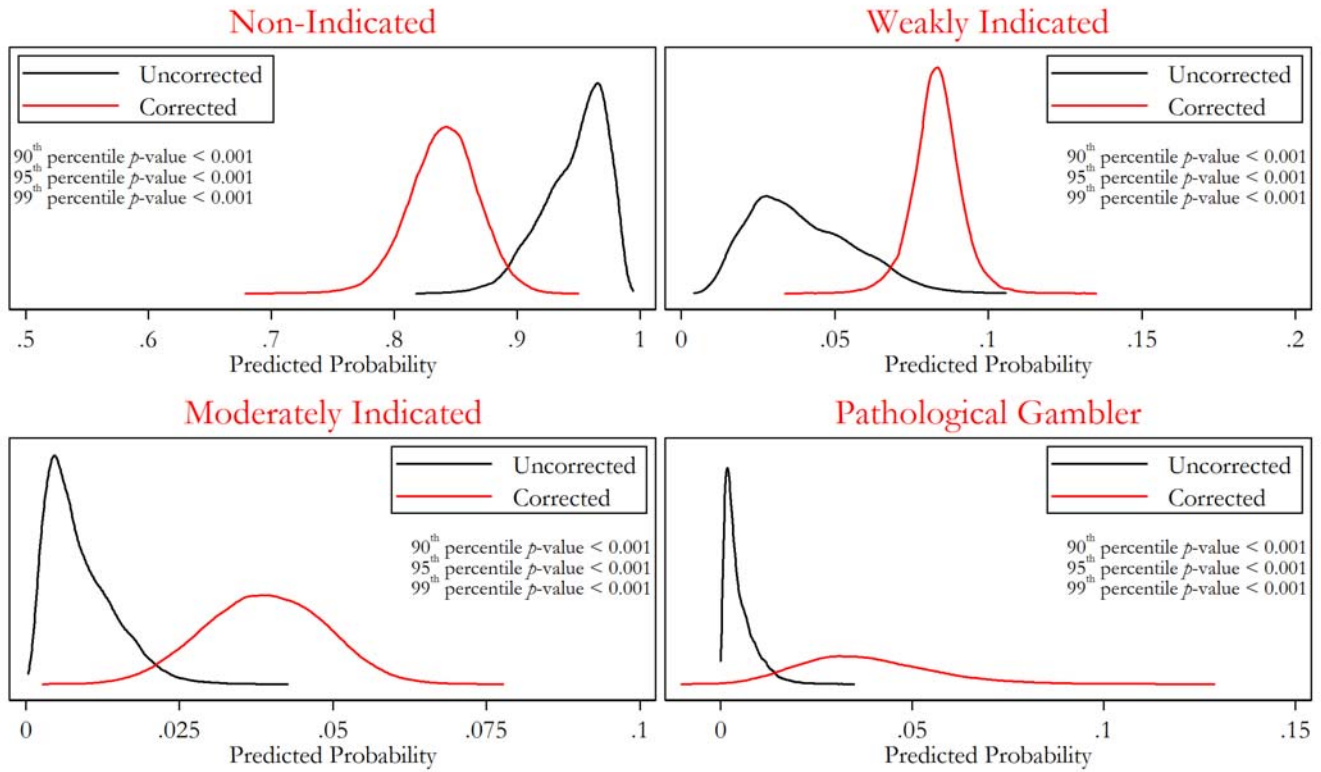 Non-Indicated
Uncorrected
Corrected
90th percentile p-value < 0.001
95th percentile p-value < 0.001
99th percentile p-value < 0.001
.5 .6 .7 .8 .9 1
Predicted Probability
Weakly Indicated
Uncorrected
Corrected
90th percentile p-value < 0.001
95th percentile p-value < 0.001
99th percentile p-value < 0.001
0 .05 .1 .15 .2
Predicted Probability
Moderately Indicated
Uncorrected
Corrected
90th percentile p-value < 0.001
95th percentile p-value < 0.001
99th percentile p-value < 0.001
0 .025 .05 .075 .1
Predicted Probability
Pathological Gambler
Uncorrected
Corrected
90th percentile p-value < 0.001
95th percentile p-value < 0.001
99th percentile p-value < 0.001
0 .05 .1 .15
Predicted Probability